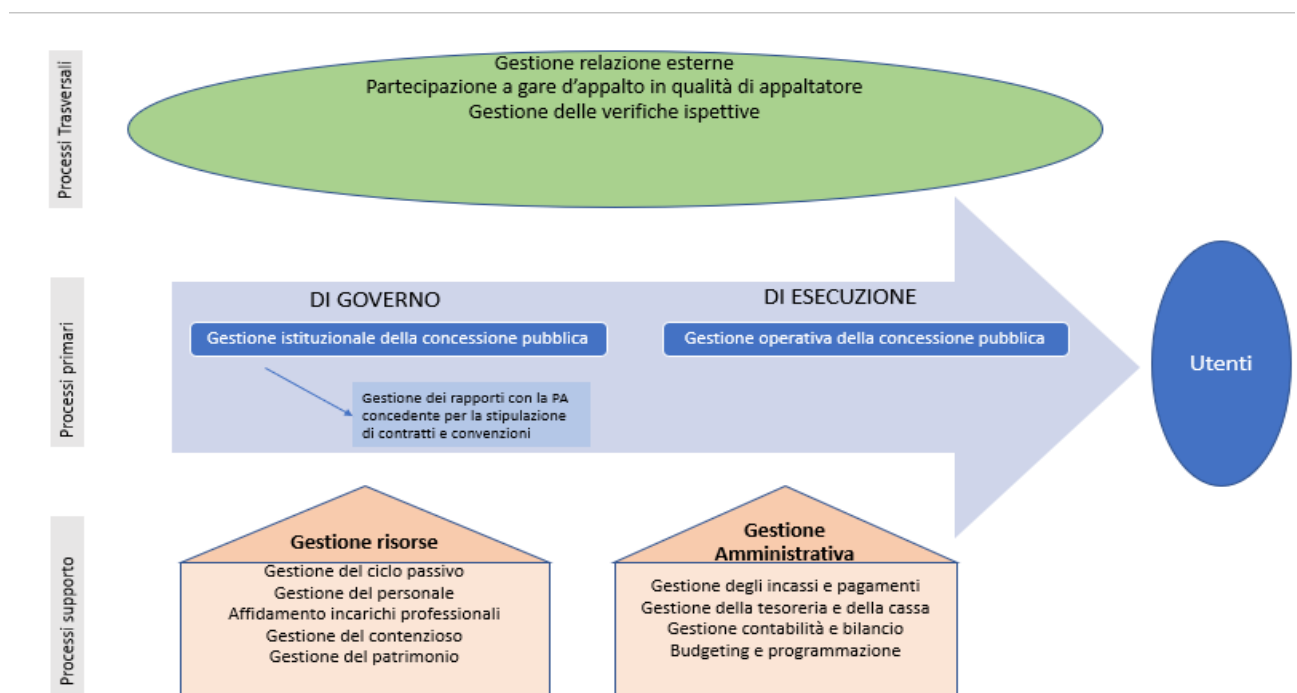 Processi Trasversali
Gestione relazione esterne
Partecipazione a gare d'appalto in qualità di appaltatore
Gestione delle verifiche ispettive
Processi primari
DI GOVERNO
Gestione istituzionale della concessione pubblica
Gestione dei rapporti con la PA
concedente per la stipulazione
di contratti e convenzioni
DI ESECUZIONE
Gestione operativa della concessione pubblica
Utenti
Processi supporto
Gestione risorse
Gestione del ciclo passivo
Gestione del personale
Affidamento incarichi professionali
Gestione del contenzioso
Gestione del patrimonio
Gestione
Amministrativa
Gestione degli incassi e pagamenti
Gestione della tesoreria e della cassa
Gestione contabilità e bilancio
Budgeting e programmazione